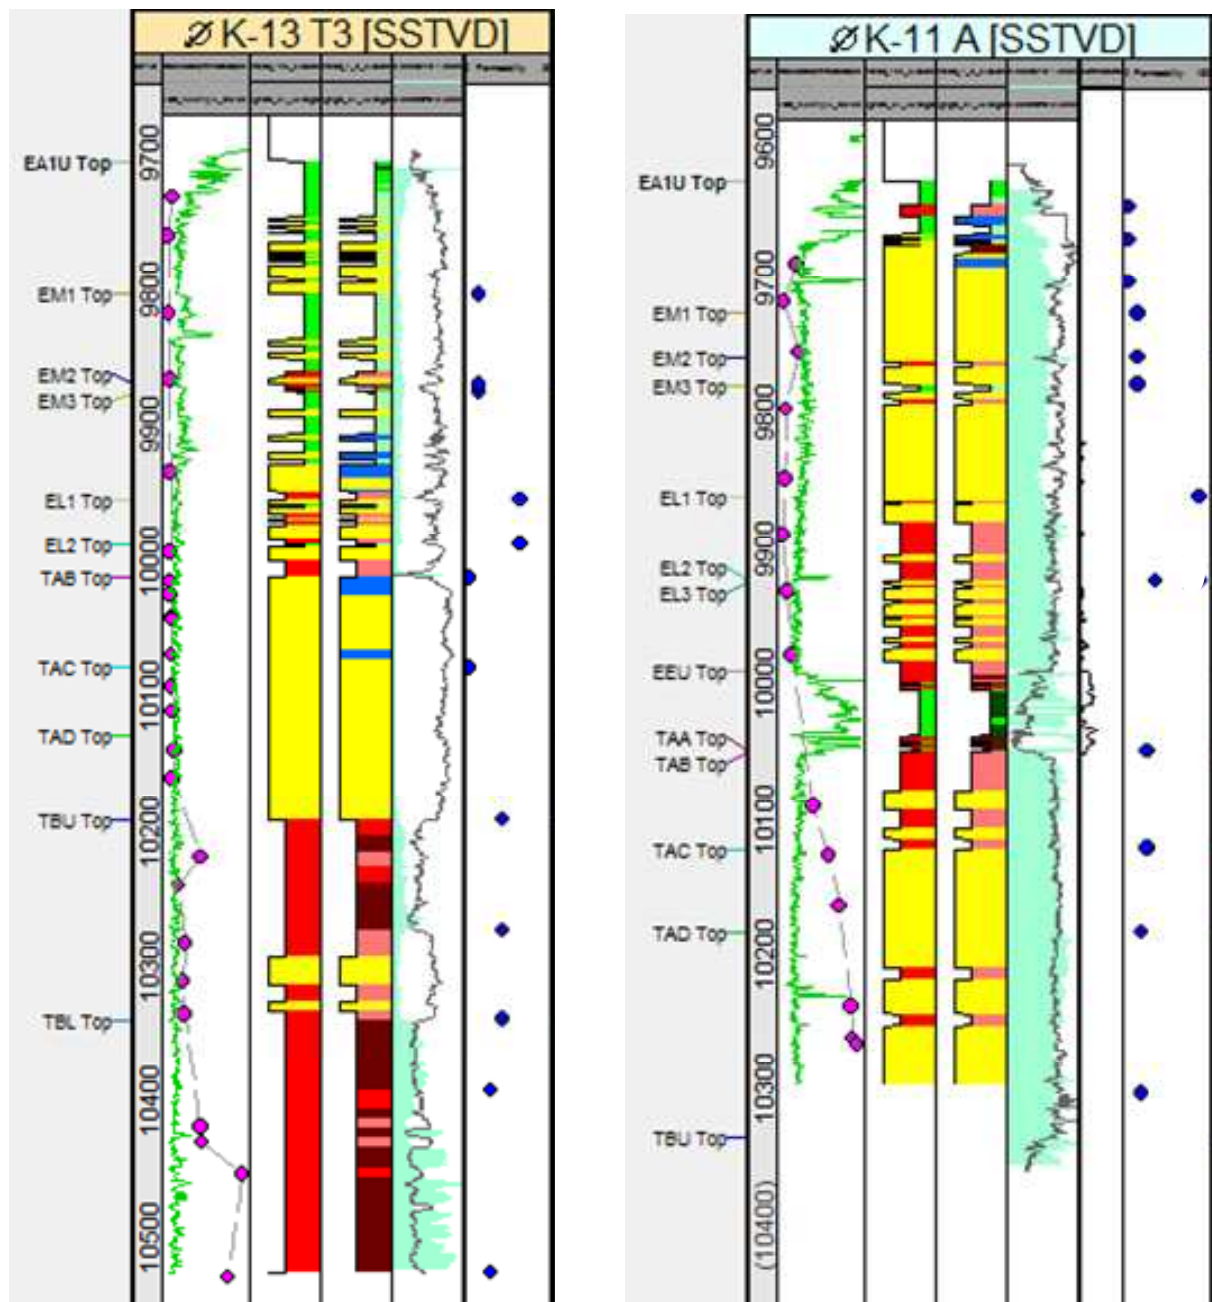 Ø K-13 T3 [SSTVD]
EA1U Top
EM1 Top
EM2 Top
EM3 Top
EL1 Top
EL2 Top
TAB Top
TAC Top
TAD Top
TBU Top
TBL Top
9700
9800
9900
10000
10100
10200
10300
10400
10500
Ø K-11 A [SSTVD]
EA1U Top
EM1 Top
EM2 Top
EM3 Top
EL1 Top
EL2 Top
EL3 Top
EEU Top
TAA Top
TAB Top
TAC Top
TAD Top
TBU Top
9600
9700
9800
9900
10000
10100
10200
10300
(10400)